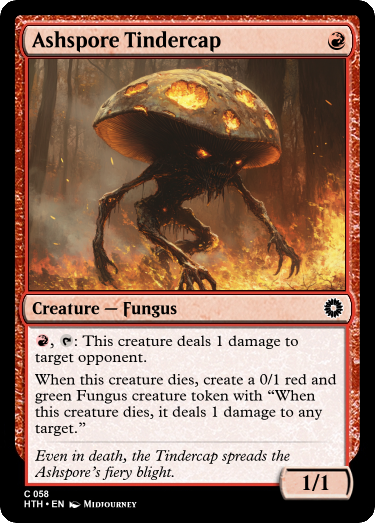 Ashspore Tindercap
Creature — Fungus
, : This creature deals 1 damage to
target opponent.
When this creature dies, create a 0/1 red and
green Fungus creature token with “When
this creature dies, it deals 1 damage to any
target.”
Even in death, the Tindercap spreads the
Ashspore’s fiery blight.
1/1
C 058
HTH • EN Midjourney